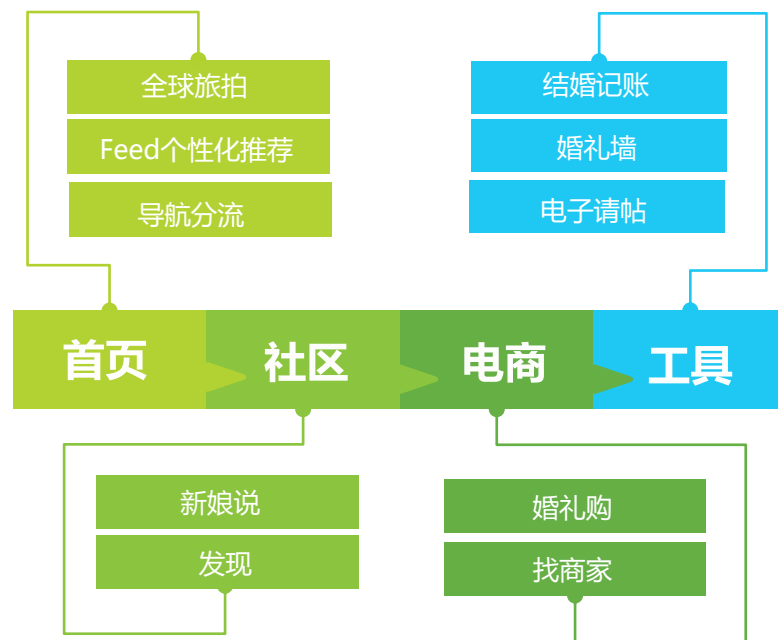 全球旅拍
Feed个性化推荐
导航分流
结婚记账
婚礼墙
电子请帖
首页
社区
电商
工具
新娘说
发现
婚礼购
找商家